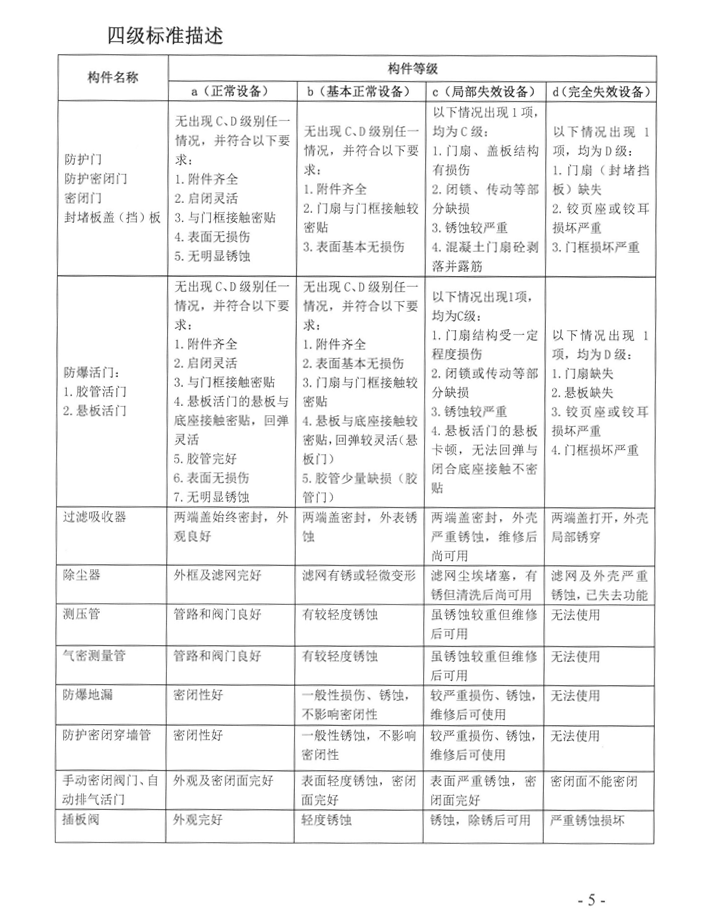 四级标准描述
构件名称
构件等级
a（正常设备）
b（基本正常设备）
c（局部失效设备）
d（完全失效设备）
防护门
防护密闭门
密闭门
封堵板盖（挡）板
无出现C、D级别任一
情况，并符合以下要
求：
1.附件齐全
2.启闭灵活
3.与门框接触密贴
4.表面无损伤
5.无明显锈蚀
无出现C、D级别任一
情况，并符合以下要
求：
1.附件齐全
2.门扇与门框接触较
密贴
3.表面基本无损伤
以下情况出现1项，
均为C级：
1.门扇、盖板结构
有损伤
2.闭锁、传动等部
分缺损
3.锈蚀较严重
4.混凝土门扇砼剥
落并露筋
以下情况出现 1
项，均为D级：
1.门扇（封堵挡
板）缺失
2.铰页座或铰耳
损坏严重
3.门框损坏严重
防爆活门：
1.胶管活门
2.悬板活门
无出现C、D级别任一
情况，并符合以下要
求：
1.附件齐全
2.启闭灵活
3.与门框接触密贴
4.悬板活门的悬板与
底座接触密贴，回弹
灵活
5.胶管完好
6.表面无损伤
7.无明显锈蚀
无出现C、D级别任一
情况，并符合以下要
求：
1.附件齐全
2.表面基本无损伤
3.门扇与门框接触较
密贴
4.悬板与底座接触较
密贴，回弹较灵活（悬
板门）
5.胶管少量缺损（胶
管门）
以下情况出现1项，
均为C级：
1.门扇结构受一定
程度损伤
2.闭锁或传动等部
分缺损
3.锈蚀较严重
4.悬板活门的悬板
卡顿，无法回弹与
闭合底座接触不密
贴
以下情况出现 1
项，均为D级：
1.门扇缺失
2.悬板缺失
3.铰页座或铰耳
损坏严重
4.门框损坏严重
过滤吸收器
两端盖始终密封，外
观良好
两端盖密封，外表锈
蚀
两端盖密封，外壳
严重锈蚀，维修后
尚可用
两端盖打开，外壳
局部锈穿
除尘器
外框及滤网完好
滤网有锈或轻微变形
滤网尘埃堵塞，有
锈但清洗后尚可用
滤网及外壳严重
锈蚀，已失去功能
测压管
管路和阀门良好
有较轻度锈蚀
虽锈蚀较重但维修
后可用
无法使用
气密测量管
管路和阀门良好
有较轻度锈蚀
虽锈蚀较重但维修
后可用
无法使用
防爆地漏
密闭性好
一般性损伤、锈蚀，
不影响密闭性
较严重损伤、锈蚀，
维修后可使用
无法使用
防护密闭穿墙管
密闭性好
一般性锈蚀，不影响
密闭性
较严重损伤、锈蚀，
维修后可使用
无法使用
手动密闭阀门、自
动排气活门
外观及密闭面完好
表面轻度锈蚀，密闭
面完好
表面严重锈蚀，密
闭面完好
密闭面不能密闭
插板阀
外观完好
轻度锈蚀
锈蚀，除锈后可用
严重锈蚀损坏
- 5 -